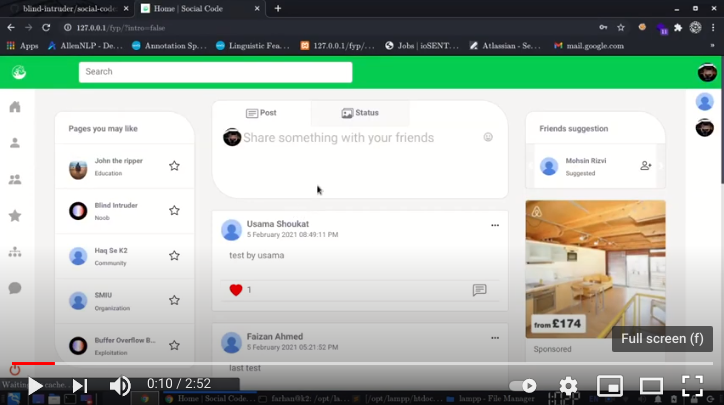 blind-intruder/social-code
Home | Social Code
127.0.0.1/fyp/?intro=false
11
Apps
AllenNLP - De...
Annotation Sp...
Linguistic Fea...
127.0.0.1/fyp/...
Jobs | ioSENT...
Atlassian - Se...
mail.google.com
»
Search
Pages you may like
John the ripper
Education
Blind Intruder
Noob
Haq Se K2
Community
SMIU
Organization
Buffer Overflow B...
Exploitation
Post
Status
Share something with your friends
Usama Shoukat
5 February 2021 08:49:11 PM
test by usama
1
Faizan Ahmed
5 February 2021 05:21:52 PM
last test
Friends suggestion
Mohsin Rizvi
Suggested
from £174
Sponsored
Full screen (f)
Waiting cache...
0:10 / 2:52
Home | Social Code...
farhan@k2: /opt/la...
[/opt/lampp/htdoc...
lampp - File Manager